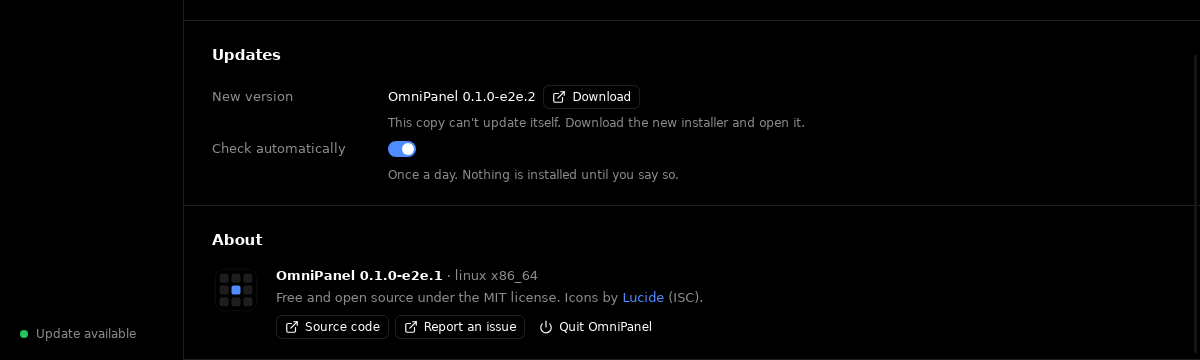 Updates
New version
OmniPanel 0.1.0-e2e.2 Download
This copy can't update itself. Download the new installer and open it.
Check automatically
Once a day. Nothing is installed until you say so.
About
OmniPanel 0.1.0-e2e.1 · linux x86_64
Free and open source under the MIT license. Icons by Lucide (ISC).
Source code Report an issue Quit OmniPanel
Update available